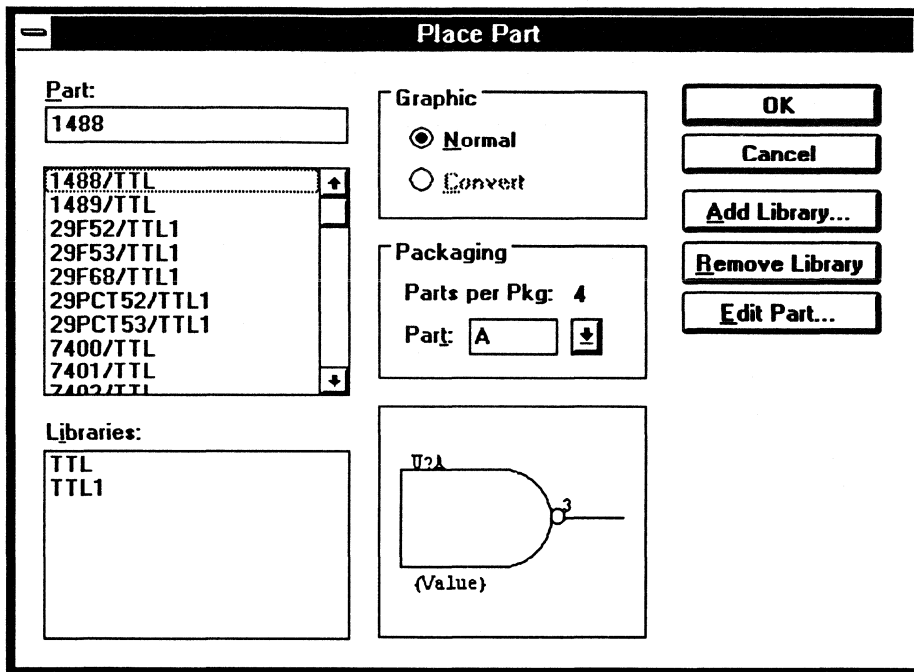 Place Part
Part:
1488
1488/TTL
1489/TTL
29F52/TTL1
29F53/TTL1
29F68/TTL1
29PCT52/TTL1
29PCT53/TTL1
7400/TTL
7401/TTL
7402/TTL
Libraries:
TTL
TTL1
Graphic
Normal
Convert
Packaging
Parts per Pkg: 4
Part: A
U?A
3
{Value}
OK
Cancel
Add Library...
Remove Library
Edit Part...